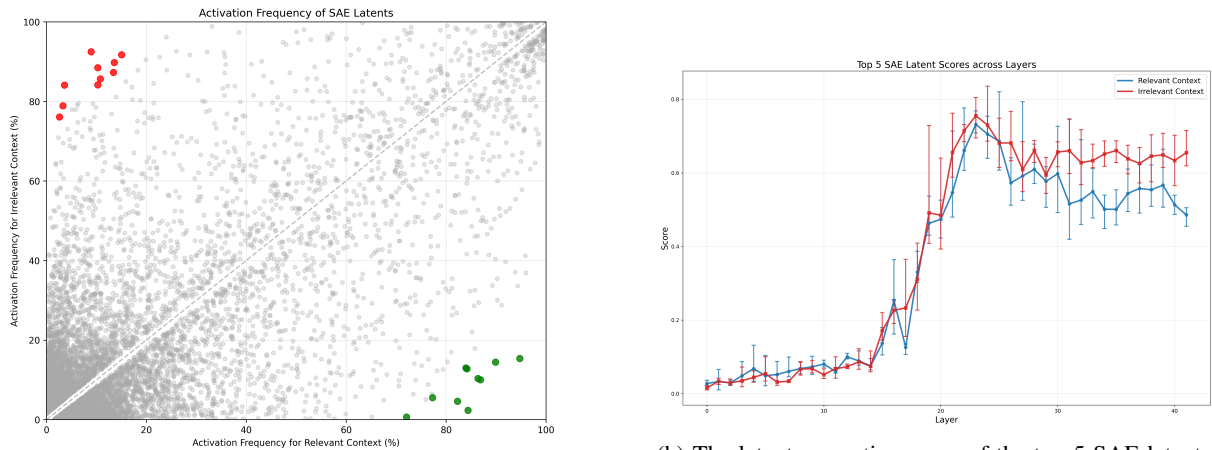 Activation Frequency of SAE Latents
100
80
60
40
20
0
Activation Frequency for Irrelevant Context (%)
0 20 40 60 80 100
Activation Frequency for Relevant Context (%)
Top 5 SAE Latent Scores across Layers
Relevant Context
Irrelevant Context
0.8
0.6
0.4
0.2
0.0
Score
0 10 20 30 40
Layer